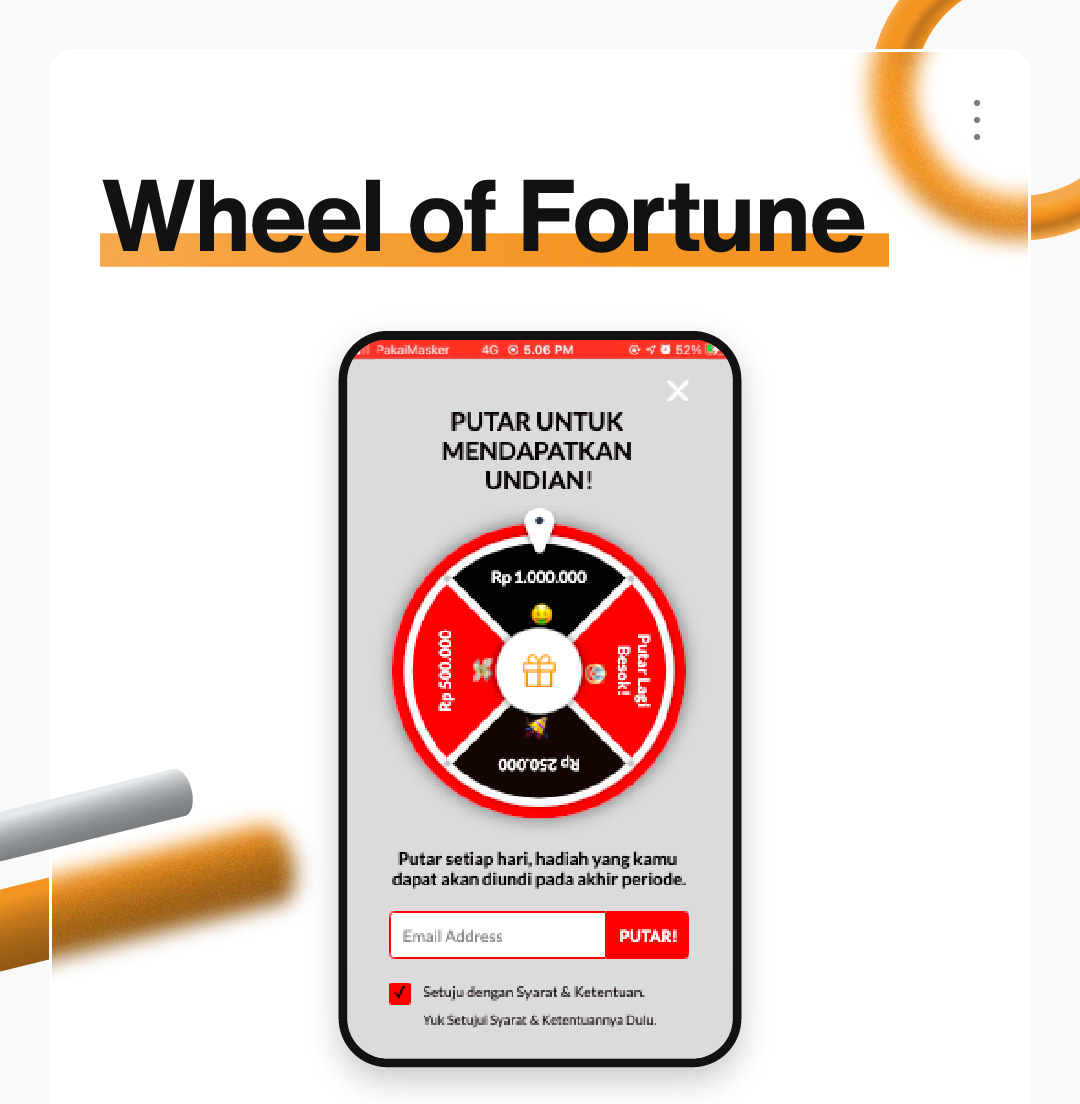 Wheel of Fortune
PakaiMasker 4G 5.06 PM 52%
PUTAR UNTUK
MENDAPATKAN
UNDIAN!
Rp 1.000.000
Rp 500.000
Putar Lagi
Besok!
Rp 250.000
Putar setiap hari, hadiah yang kamu
dapat akan diundi pada akhir periode.
Email Address PUTAR!
Setuju dengan Syarat & Ketentuan.
Yuk Setujui Syarat & Ketentuannya Dulu.